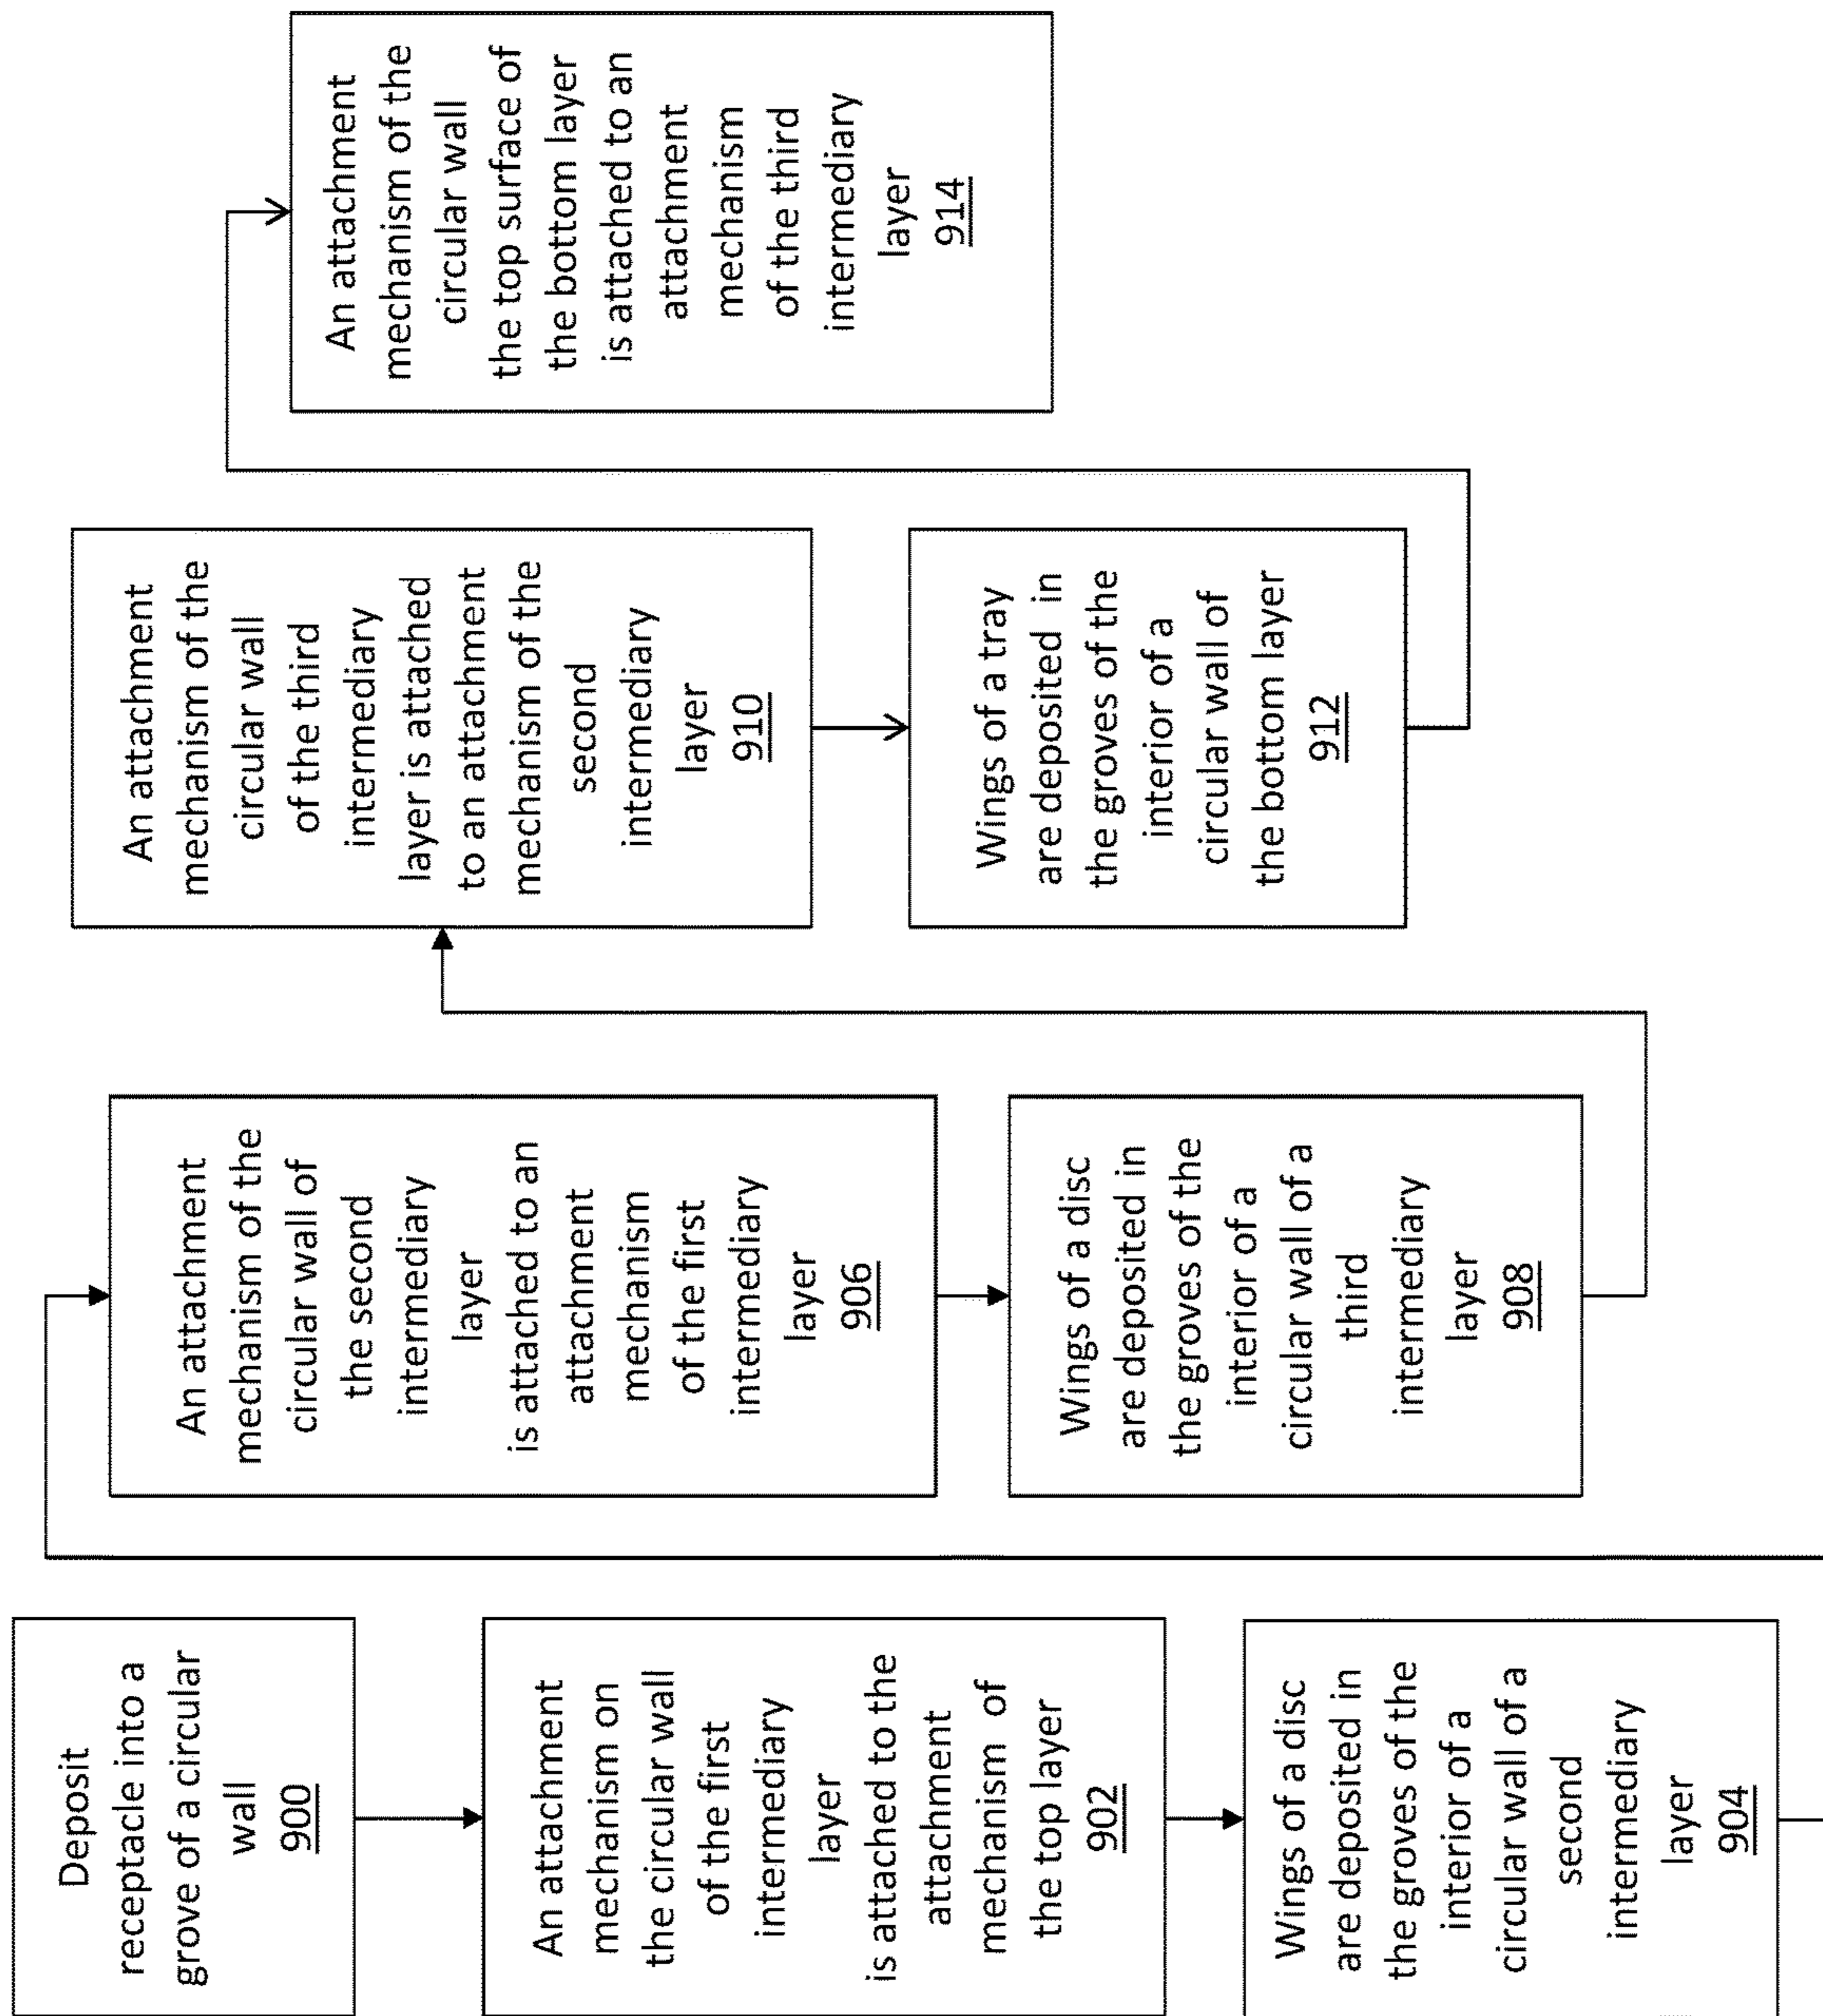 Deposit
receptacle into a
grove of a circular
wall
900
An attachment
mechanism on
the circular wall
of the first
intermediary
layer
is attached to the
attachment
mechanism of
the top layer
902
Wings of a disc
are deposited in
the groves of the
interior of a
circular wall of a
second
intermediary
layer
904
An attachment
mechanism of the
circular wall of
the second
intermediary
layer
is attached to an
attachment
mechanism
of the first
intermediary
layer
906
Wings of a disc
are deposited in
the groves of the
interior of a
circular wall of a
third
intermediary
layer
908
An attachment
mechanism of the
circular wall
of the third
intermediary
layer is attached
to an attachment
mechanism of the
second
intermediary
layer
910
Wings of a tray
are deposited in
the groves of the
interior of a
circular wall of
the bottom layer
912
An attachment
mechanism of the
circular wall
the top surface of
the bottom layer
is attached to an
attachment
mechanism
of the third
intermediary
layer
914